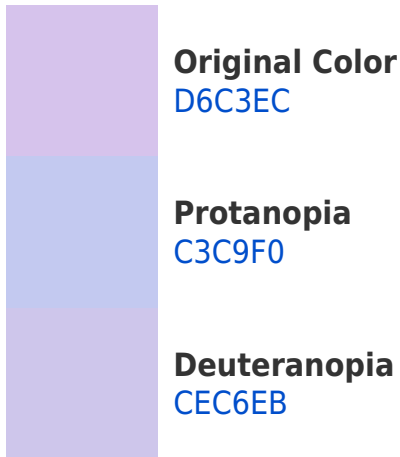 Original Color
D6C3EC
Protanopia
C3C9F0
Deuteranopia
CEC6EB